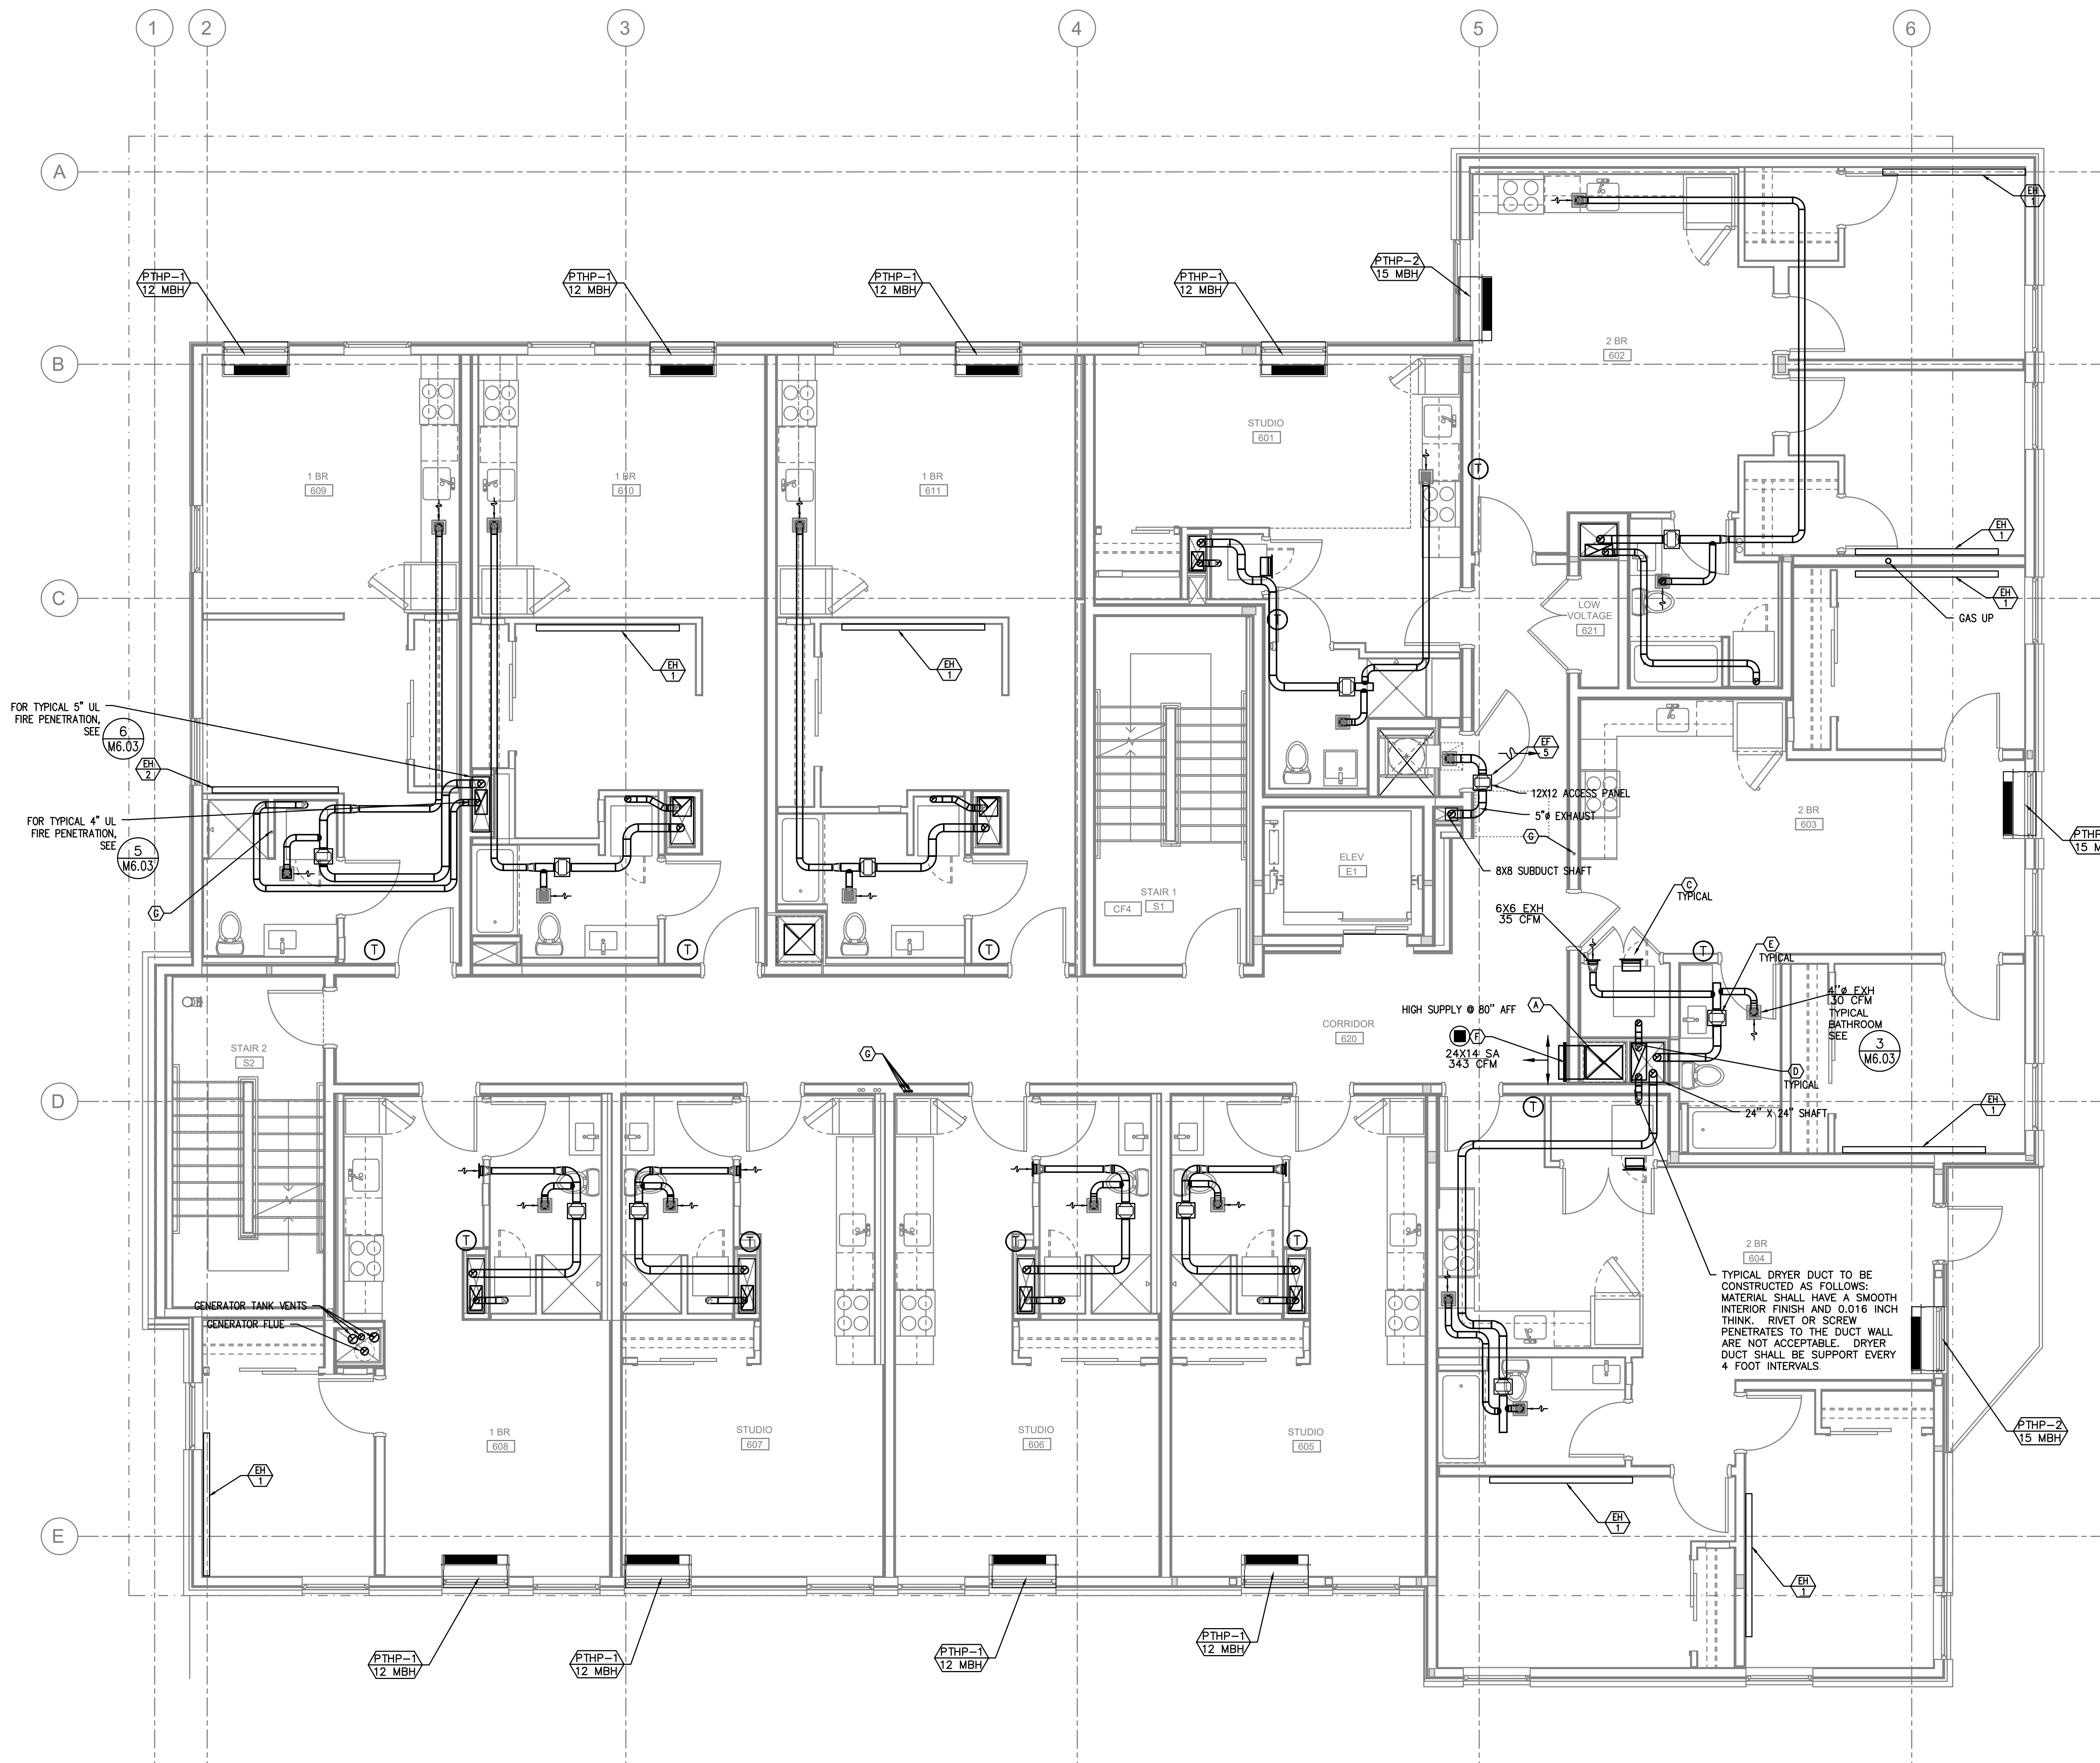 1
2
3
4
5
6
A
B
C
D
E
EH
1
PTHP-1
12 MBH
PTHP-1
12 MBH
PTHP-1
12 MBH
PTHP-1
12 MBH
PTHP-2
15 MBH
2 BR
602
STUDIO
601
T
1 BR
609
1 BR
610
1 BR
611
EH
1
EH
1
GAS UP
LOW
VOLTAGE
621
T
EH
1
EH
1
FOR TYPICAL 5" UL
FIRE PENETRATION,
SEE
6
M6.03
EH
2
FOR TYPICAL 4" UL
FIRE PENETRATION,
SEE
5
M6.03
G
EF
5
12X12 ACCESS PANEL
5"ø EXHAUST
G
8X8 SUBDUCT SHAFT
2 BR
603
PTHP
15 M
ELEV
E1
STAIR 1
CF4
S1
T
T
T
6X6 EXH
35 CFM
C
TYPICAL
T
E
TYPICAL
4"ø EXH
30 CFM
TYPICAL
BATHROOM
SEE
3
M6.03
HIGH SUPPLY @ 80" AFF
A
F
24X14 SA
343 CFM
CORRIDOR
620
STAIR 2
S2
G
D
TYPICAL
24" X 24" SHAFT
EH
1
T
T
T
T
T
2 BR
604
TYPICAL DRYER DUCT TO BE
CONSTRUCTED AS FOLLOWS:
MATERIAL SHALL HAVE A SMOOTH
INTERIOR FINISH AND 0.016 INCH
THINK. RIVET OR SCREW
PENETRATES TO THE DUCT WALL
ARE NOT ACCEPTABLE. DRYER
DUCT SHALL BE SUPPORT EVERY
4 FOOT INTERVALS.
GENERATOR TANK VENTS
GENERATOR FLUE
PTHP-2
15 MBH
1 BR
608
STUDIO
607
STUDIO
606
STUDIO
605
EH
1
EH
1
EH
1
PTHP-1
12 MBH
PTHP-1
12 MBH
PTHP-1
12 MBH
PTHP-1
12 MBH